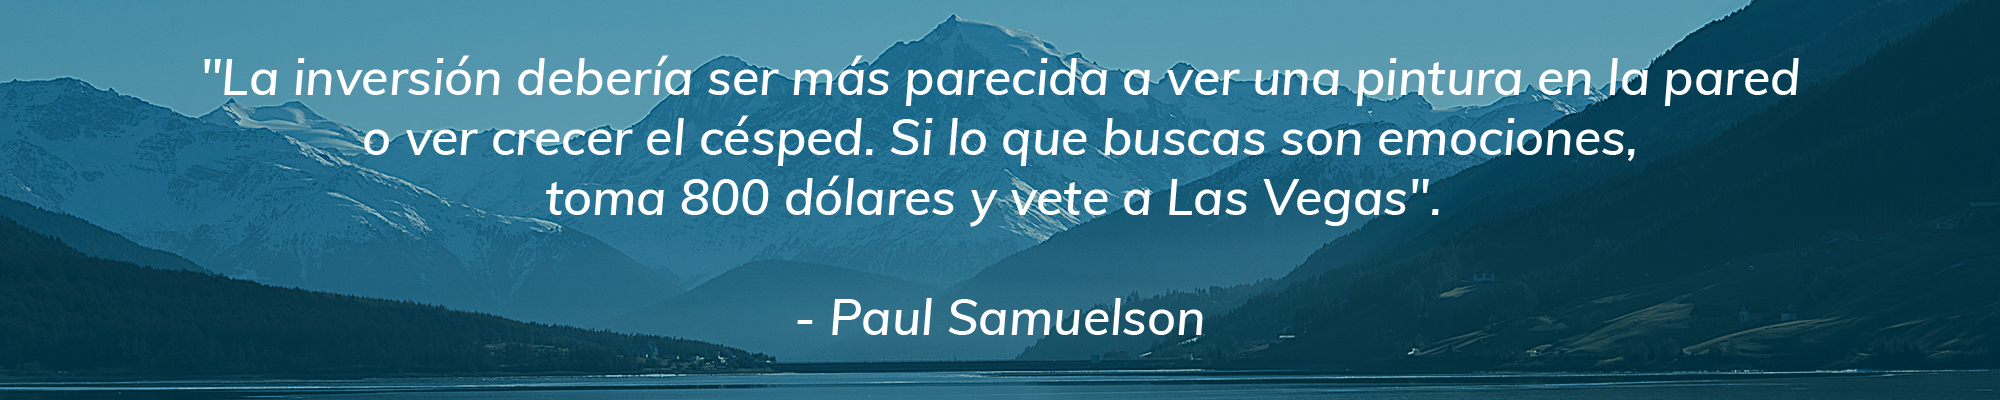 "La inversión debería ser más parecida a ver una pintura en la pared
o ver crecer el césped. Si lo que buscas son emociones,
toma 800 dólares y vete a Las Vegas".
- Paul Samuelson